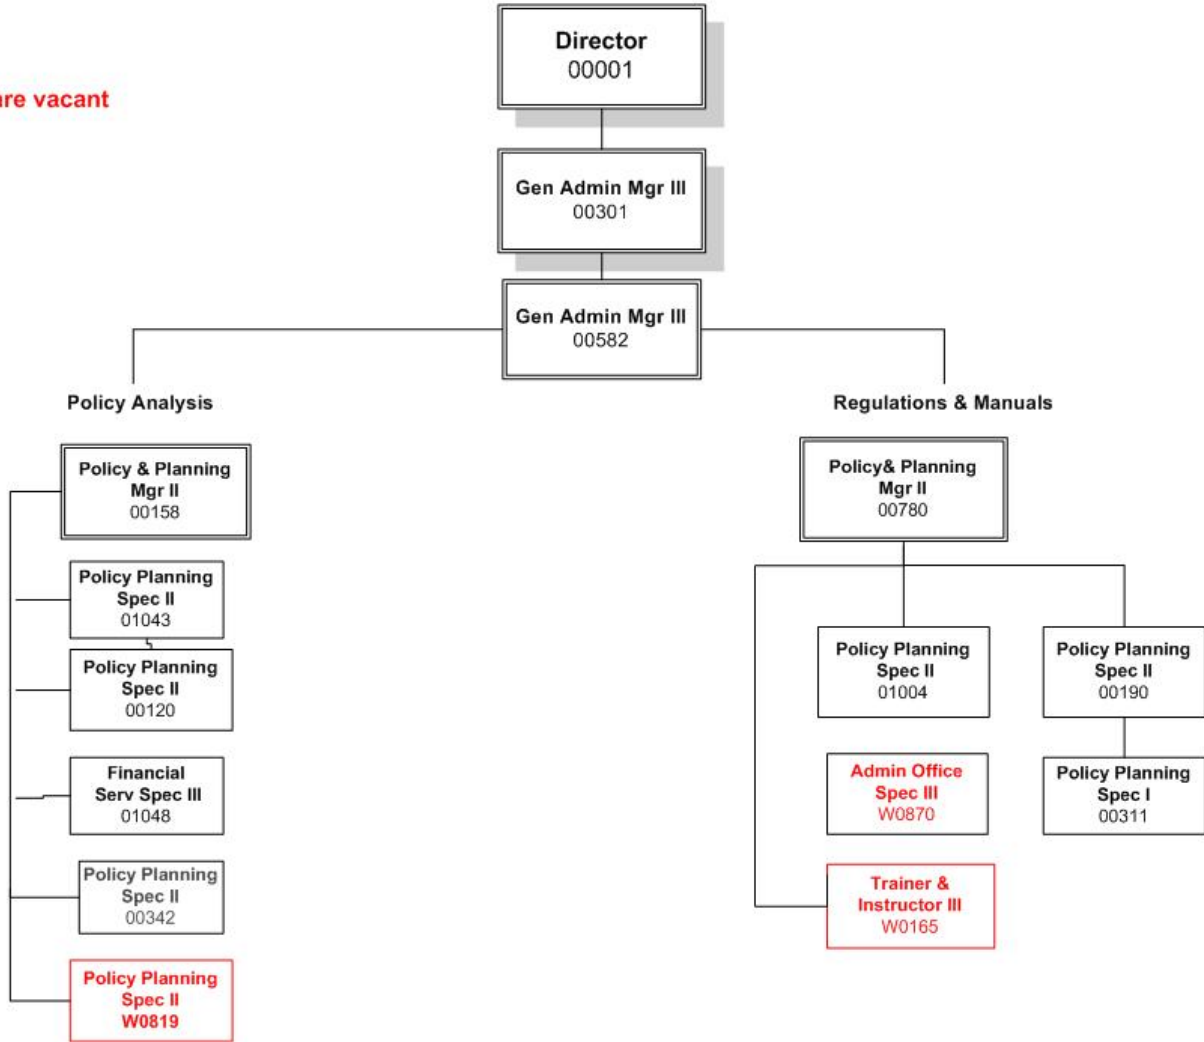 Director
00001
are vacant
Gen Admin Mgr III
00301
Gen Admin Mgr III
00582
Policy Analysis
Policy & Planning
Mgr II
00158
Policy Planning
Spec II
01043
Policy Planning
Spec II
00120
Financial
Serv Spec III
01048
Policy Planning
Spec II
00342
Policy Planning
Spec II
W0819
Regulations & Manuals
Policy& Planning
Mgr II
00780
Policy Planning
Spec II
01004
Policy Planning
Spec II
00190
Admin Office
Spec III
W0870
Policy Planning
Spec I
00311
Trainer &
Instructor III
W0165